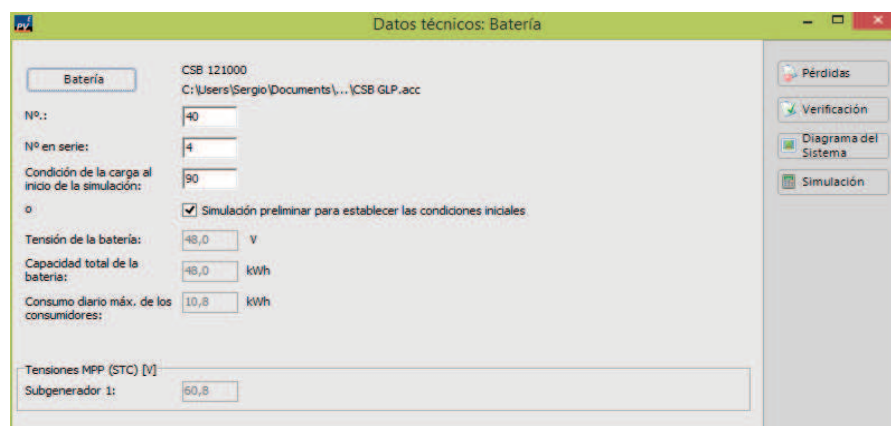 PV
Datos técnicos: Batería
Batería
CSB 121000
C:\Users\Sergio\Documents\...\CSB GLP.acc
Nº.:
40
Nº en serie:
4
Condición de la carga al
inicio de la simulación:
90
o
Simulación preliminar para establecer las condiciones iniciales
Tensión de la batería:
48,0
V
Capacidad total de la
bateria:
48,0
kWh
Consumo diario máx. de los
consumidores:
10,8
kWh
Tensiones MPP (STC) [V]
Subgenerador 1:
60,8
Pérdidas
Verificación
Diagrama del
Sistema
Simulación